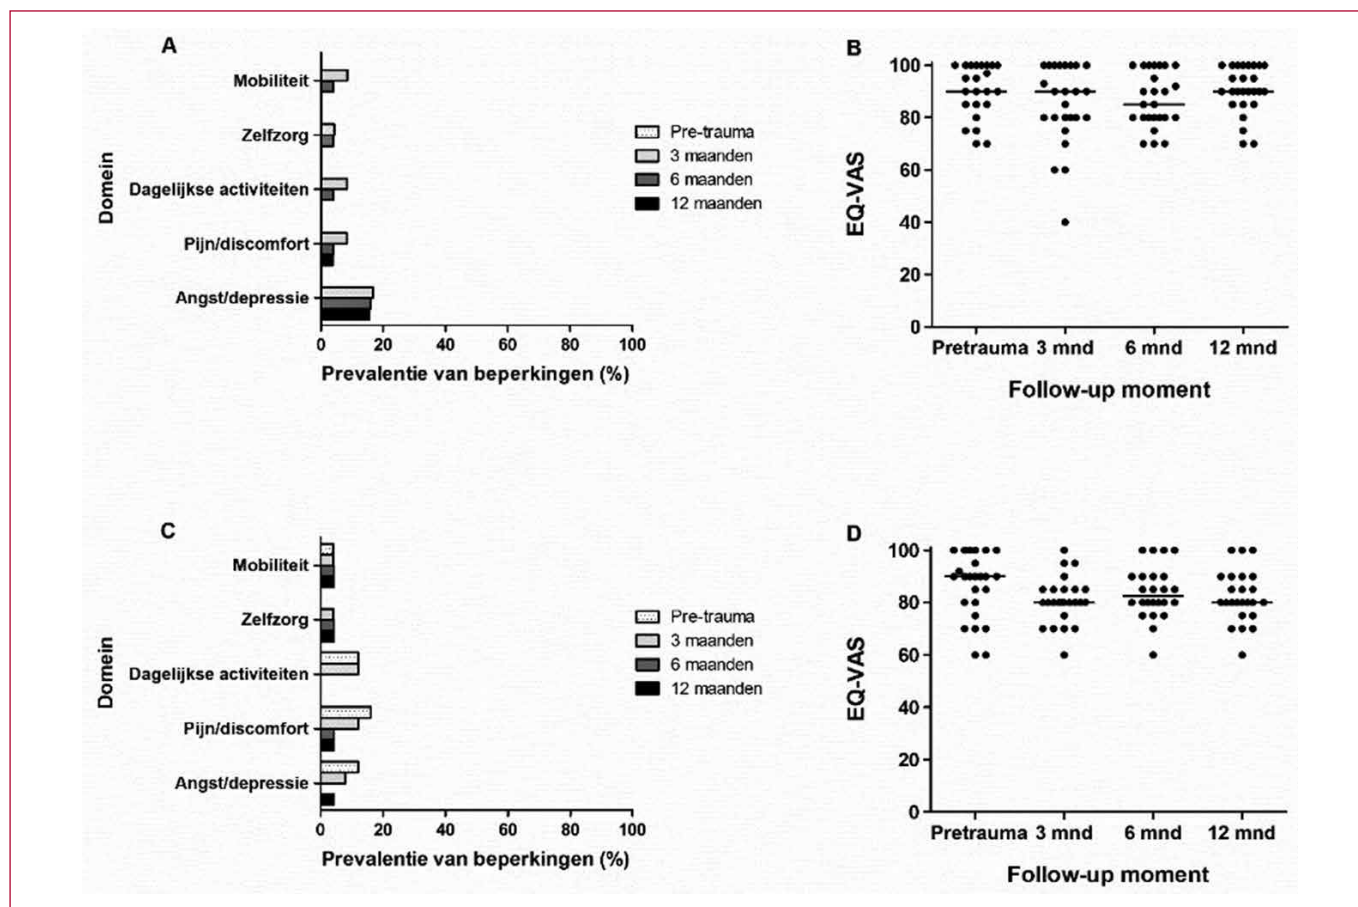 A
Domein
Mobiliteit
Zelfzorg
Dagelijkse activiteiten
Pijn/discomfort
Angst/depressie
0 20 40 60 80 100
Prevalentie van beperkingen (%)
Pre-trauma
3 maanden
6 maanden
12 maanden
B
EQ-VAS
100
80
60
40
20
0
Pretrauma 3 mnd 6 mnd 12 mnd
Follow-up moment
C
Domein
Mobiliteit
Zelfzorg
Dagelijkse activiteiten
Pijn/discomfort
Angst/depressie
0 20 40 60 80 100
Prevalentie van beperkingen (%)
Pre-trauma
3 maanden
6 maanden
12 maanden
D
EQ-VAS
100
80
60
40
20
0
Pretrauma 3 mnd 6 mnd 12 mnd
Follow-up moment